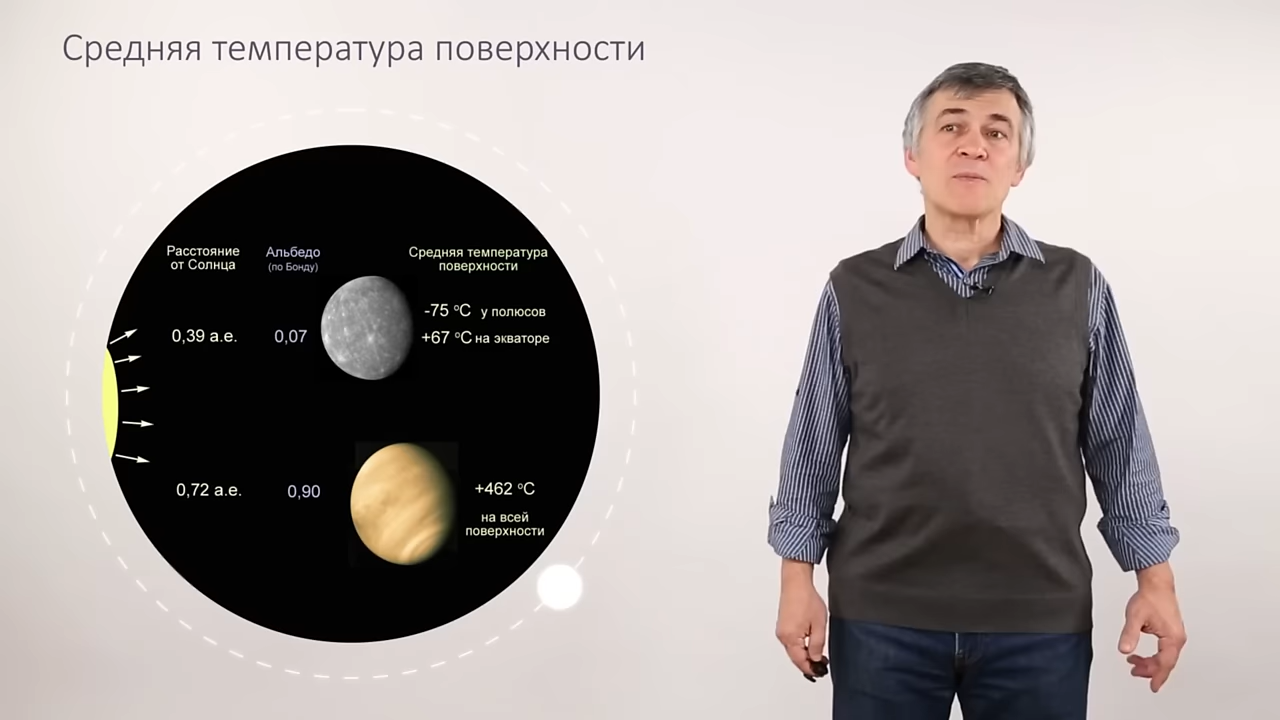 Средняя температура поверхности
Расстояние
от Солнца
Альбедо
(по Бонду)
Средняя температура
поверхности
0,39 а.е.
0,07
-75 °C у полюсов
+67 °C на экваторе
0,72 а.е.
0,90
+462 °C
на всей
поверхности